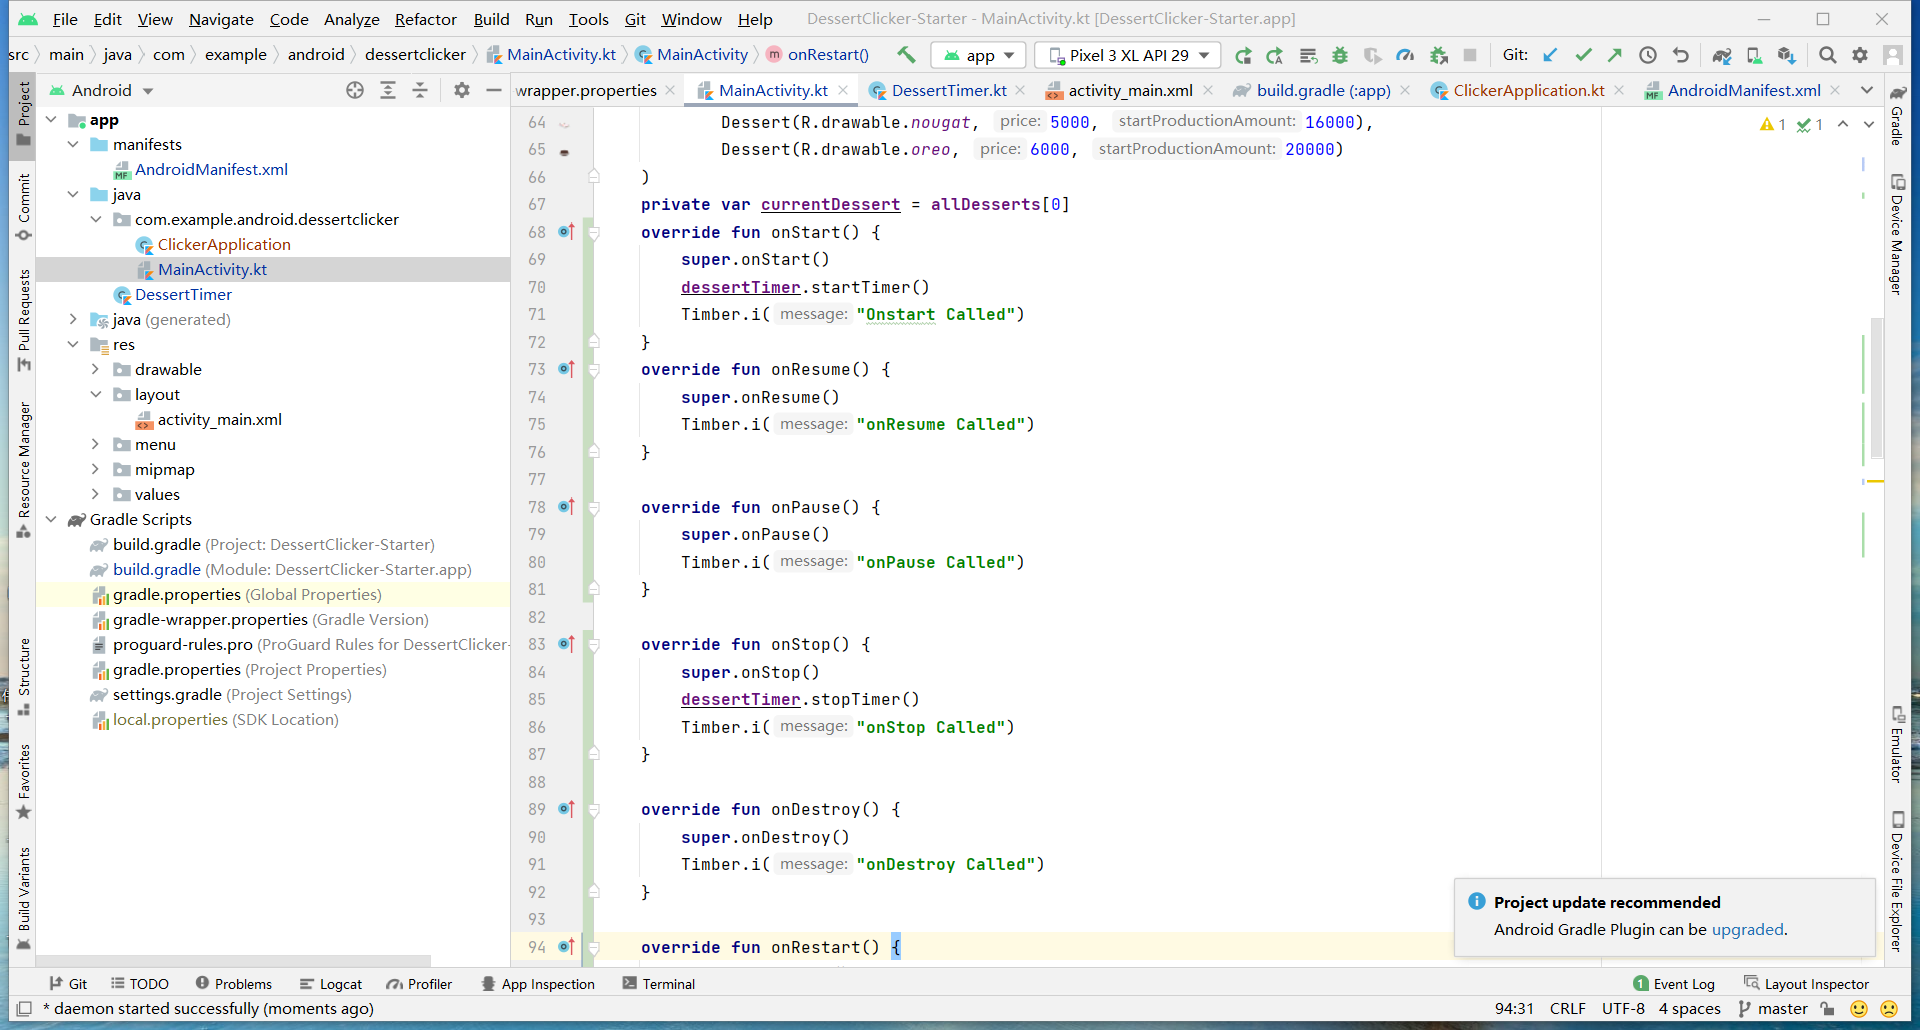 File Edit View Navigate Code Analyze Refactor Build Run Tools Git Window Help DessertClicker-Starter - MainActivity.kt [DessertClicker-Starter.app]
src main java com example android dessertclicker MainActivity.kt MainActivity onRestart() app Pixel 3 XL API 29 Git:
Android
wrapper.properties MainActivity.kt DessertTimer.kt activity_main.xml build.gradle (:app) ClickerApplication.kt AndroidManifest.xml
Project
Commit
Pull Requests
Resource Manager
Structure
Favorites
Build Variants
app
manifests
AndroidManifest.xml
java
com.example.android.dessertclicker
ClickerApplication
MainActivity.kt
DessertTimer
java (generated)
res
drawable
layout
activity_main.xml
menu
mipmap
values
Gradle Scripts
build.gradle (Project: DessertClicker-Starter)
build.gradle (Module: DessertClicker-Starter.app)
gradle.properties (Global Properties)
gradle-wrapper.properties (Gradle Version)
proguard-rules.pro (ProGuard Rules for DessertClicker-
gradle.properties (Project Properties)
settings.gradle (Project Settings)
local.properties (SDK Location)
64 Dessert(R.drawable.nougat, price: 5000, startProductionAmount: 16000),
65 Dessert(R.drawable.oreo, price: 6000, startProductionAmount: 20000)
66 )
67 private var currentDessert = allDesserts[0]
68 override fun onStart() {
69 super.onStart()
70 dessertTimer.startTimer()
71 Timber.i( message: "Onstart Called")
72 }
73 override fun onResume() {
74 super.onResume()
75 Timber.i( message: "onResume Called")
76 }
77
78 override fun onPause() {
79 super.onPause()
80 Timber.i( message: "onPause Called")
81 }
82
83 override fun onStop() {
84 super.onStop()
85 dessertTimer.stopTimer()
86 Timber.i( message: "onStop Called")
87 }
88
89 override fun onDestroy() {
90 super.onDestroy()
91 Timber.i( message: "onDestroy Called")
92 }
93
94 override fun onRestart() {
1 1
Gradle
Device Manager
Emulator
Device File Explorer
Project update recommended
Android Gradle Plugin can be upgraded.
Git TODO Problems Logcat Profiler App Inspection Terminal 1 Event Log Layout Inspector
* daemon started successfully (moments ago) 94:31 CRLF UTF-8 4 spaces master